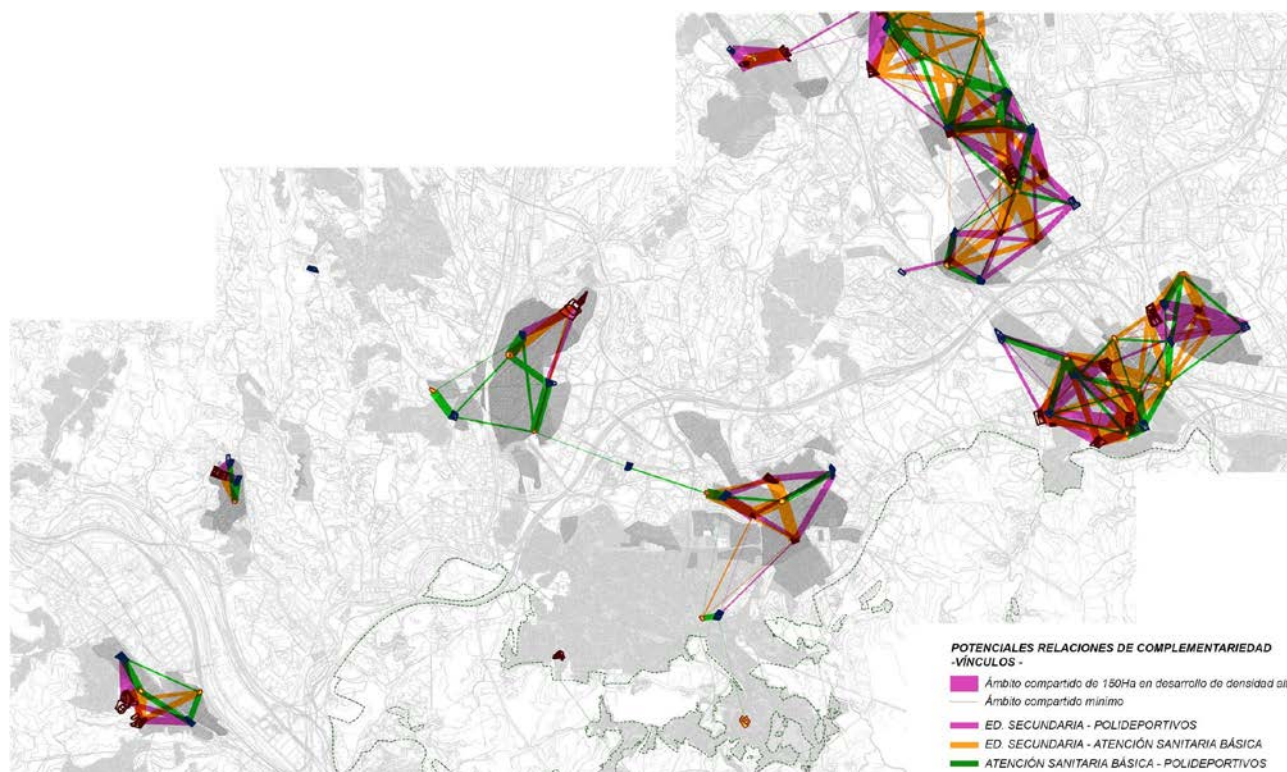 POTENCIALES RELACIONES DE COMPLEMENTARIEDAD
-VÍNCULOS -
Ámbito compartido de 150Ha en desarrollo de densidad al
Ámbito compartido mínimo
ED. SECUNDARIA - POLIDEPORTIVOS
ED. SECUNDARIA - ATENCIÓN SANITARIA BÁSICA
ATENCIÓN SANITARIA BÁSICA - POLIDEPORTIVOS